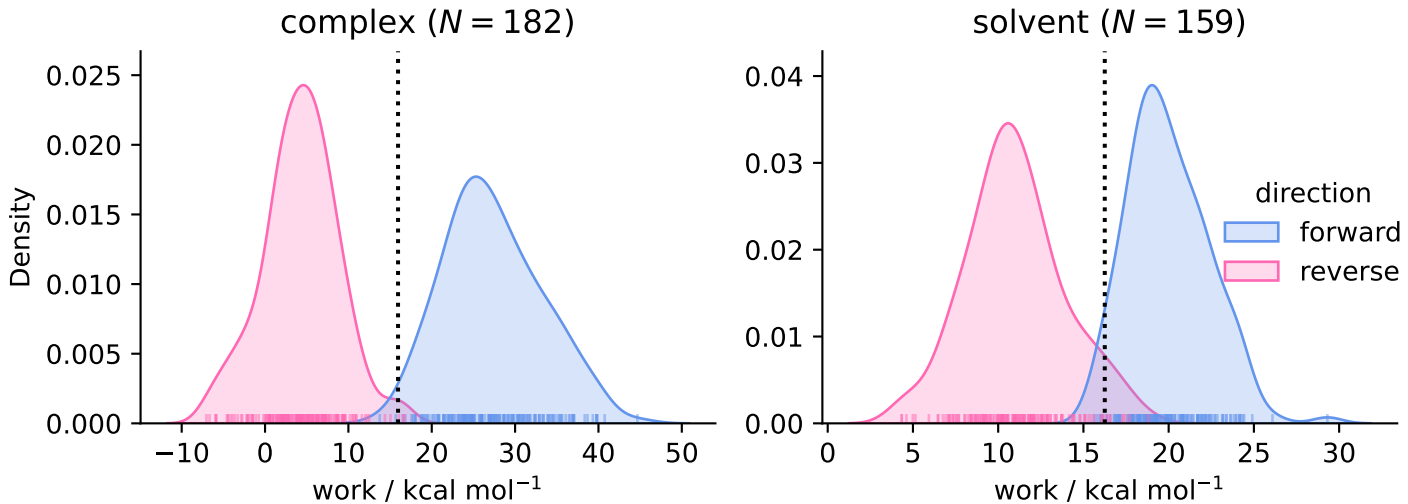 complex (N = 182)
Density
0.025
0.020
0.015
0.010
0.005
0.000
−10 0 10 20 30 40 50
work / kcal mol⁻¹
solvent (N = 159)
0.04
0.03
0.02
0.01
0.00
0 5 10 15 20 25 30
work / kcal mol⁻¹
direction
forward
reverse